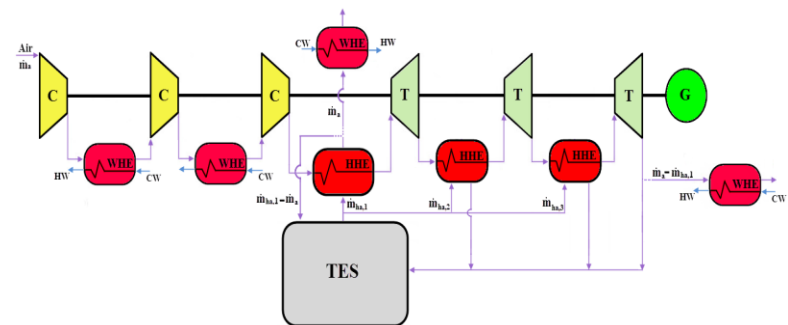 CW WHE HW
Air
ṁa
C C C T T T G
ṁa
WHE WHE HHE HHE HHE
HW CW CW
ṁha,1−ṁa ṁha,1 ṁha,2 ṁha,3
ṁa−ṁha,1 WHE
HW CW
TES